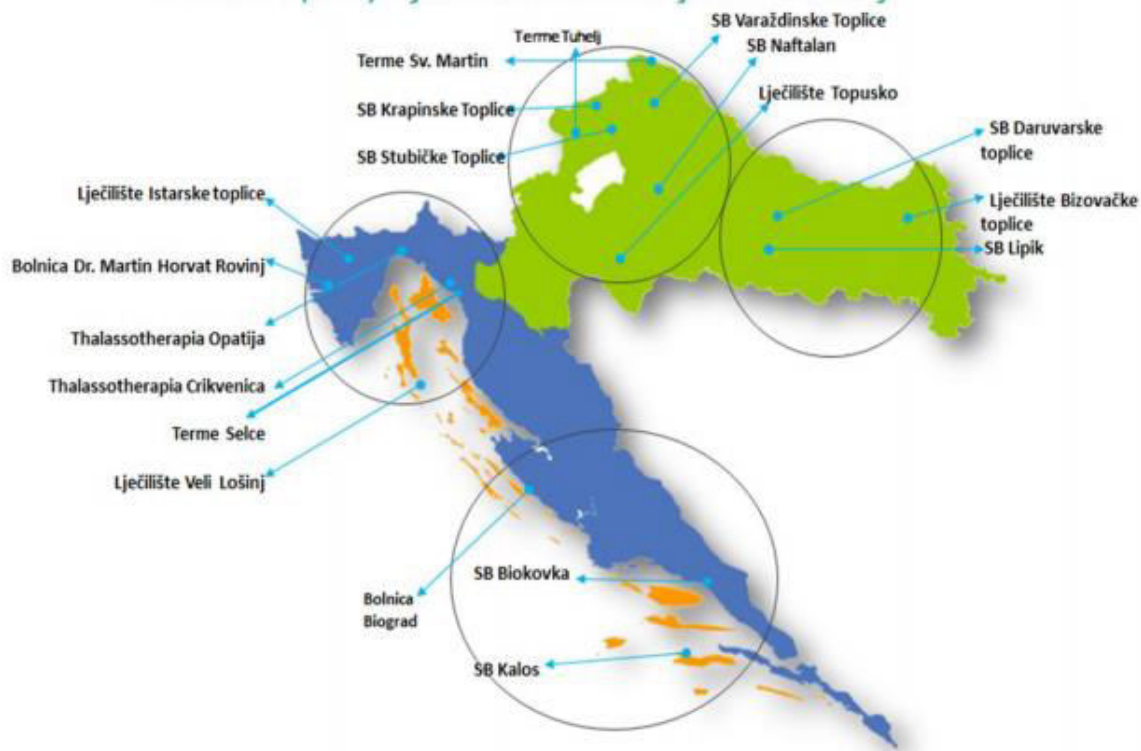 SB Varaždinske Toplice
Terme Tuhelj
SB Naftalan
Terme Sv. Martin
Lječilište Topusko
SB Krapinske Toplice
SB Daruvarske
toplice
SB Stubičke Toplice
Lječilište Istarske toplice
Lječilište Bizovačke
toplice
SB Lipik
Bolnica Dr. Martin Horvat Rovinj
Thalassotherapia Opatija
Thalassotherapia Crikvenica
Terme Selce
Lječilište Veli Lošinj
SB Biokovka
Bolnica
Biograd
SB Kalos